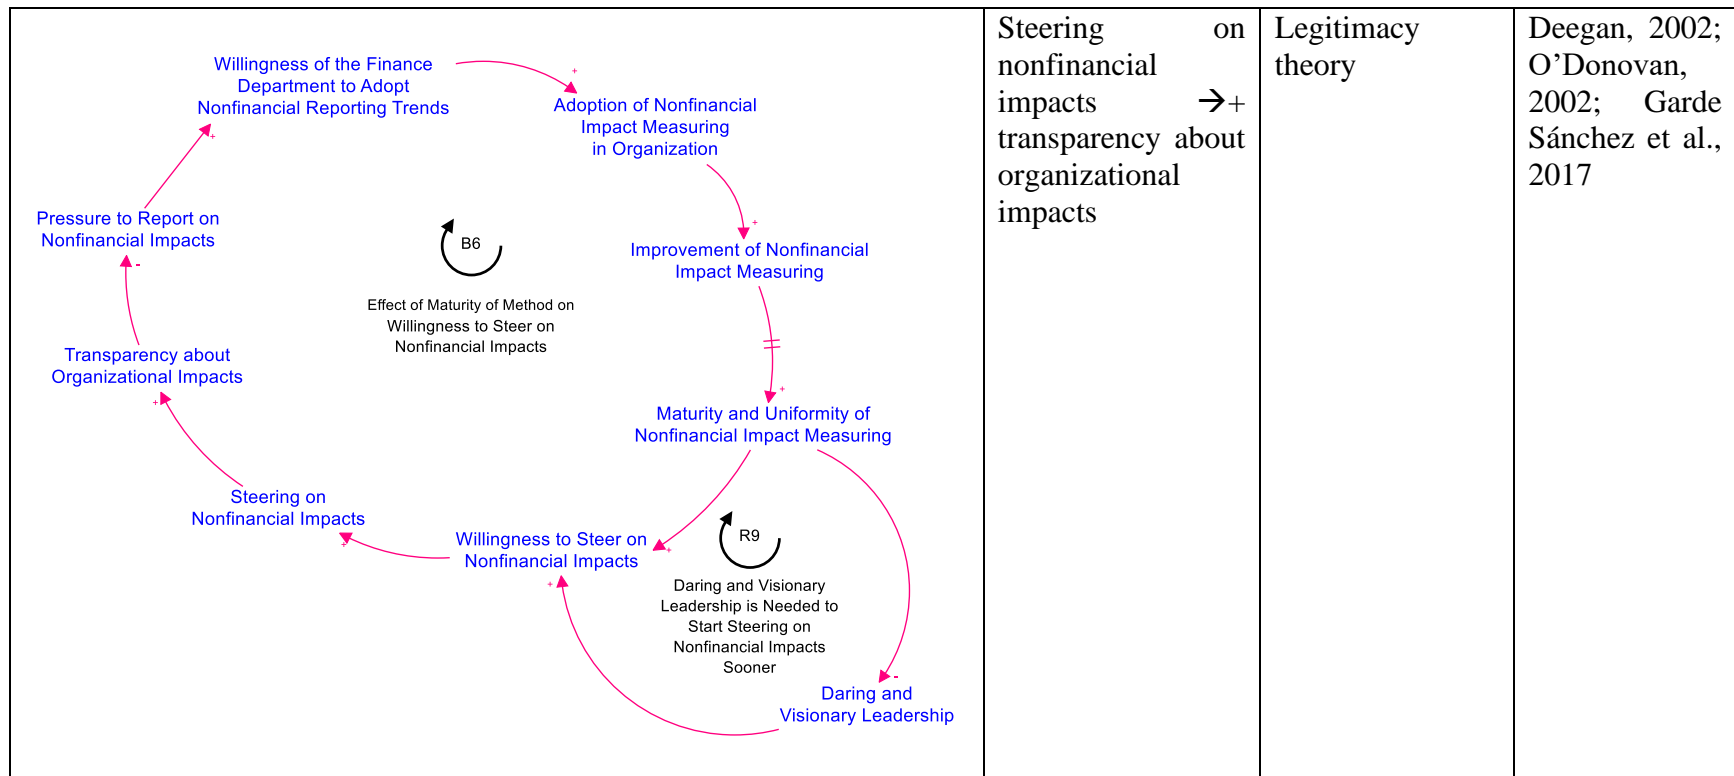 Willingness of the Finance
Department to Adopt
Nonfinancial Reporting Trends
+
Adoption of Nonfinancial
Impact Measuring
in Organization
+
Improvement of Nonfinancial
Impact Measuring
+
Maturity and Uniformity of
Nonfinancial Impact Measuring
+
Willingness to Steer on
Nonfinancial Impacts
+
Steering on
Nonfinancial Impacts
+
Transparency about
Organizational Impacts
+
Pressure to Report on
Nonfinancial Impacts
-
+
B6
Effect of Maturity of Method on
Willingness to Steer on
Nonfinancial Impacts
R9
Daring and Visionary
Leadership is Needed to
Start Steering on
Nonfinancial Impacts
Sooner
-
Daring and
Visionary Leadership
+
Steering on
nonfinancial
impacts →+
transparency about
organizational
impacts
Legitimacy
theory
Deegan, 2002;
O’Donovan,
2002; Garde
Sánchez et al.,
2017